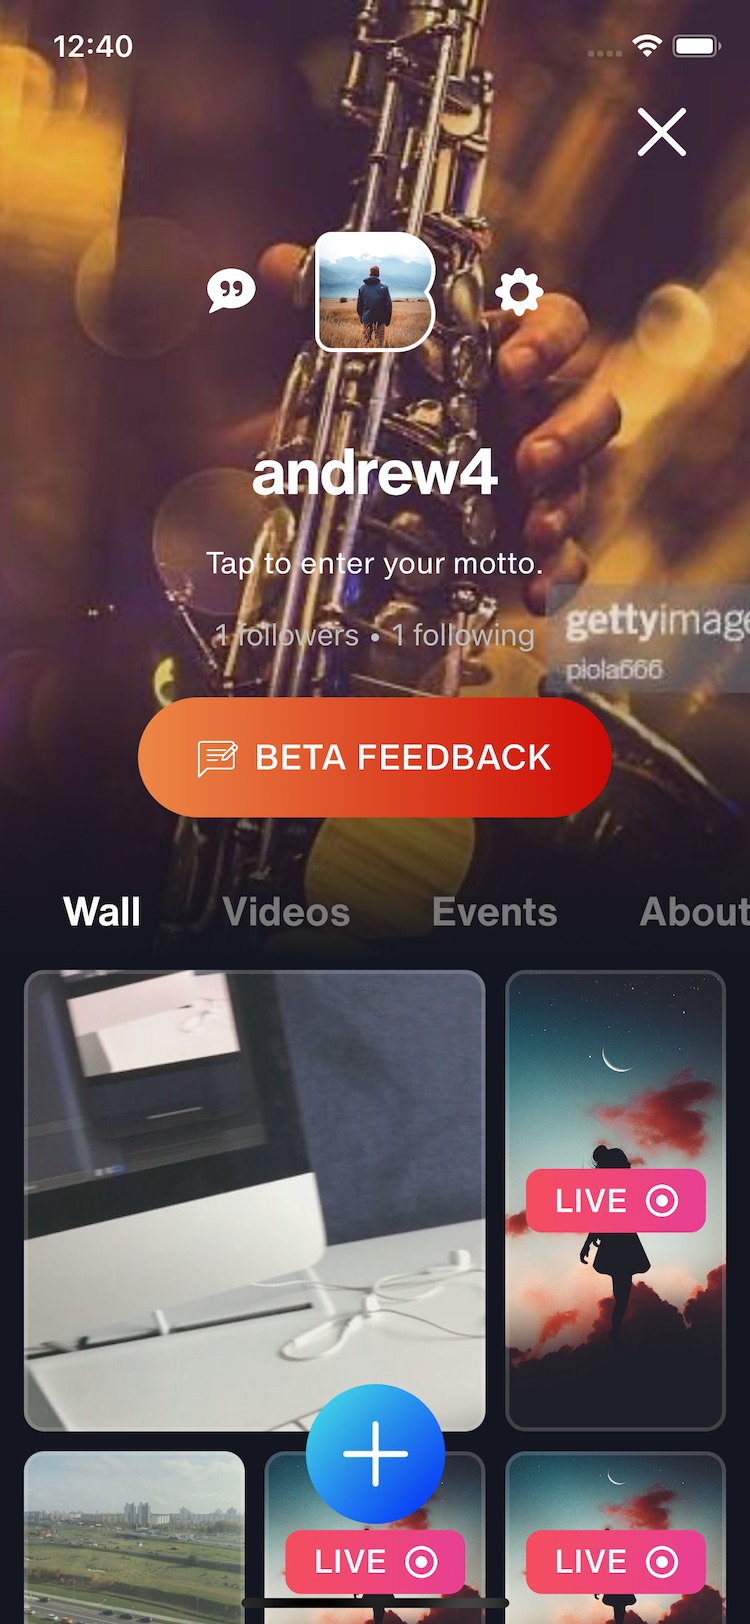 12:40
andrew4
Tap to enter your motto.
1 followers • 1 following
gettyimage
piola666
BETA FEEDBACK
Wall Videos Events About
LIVE
LIVE
LIVE